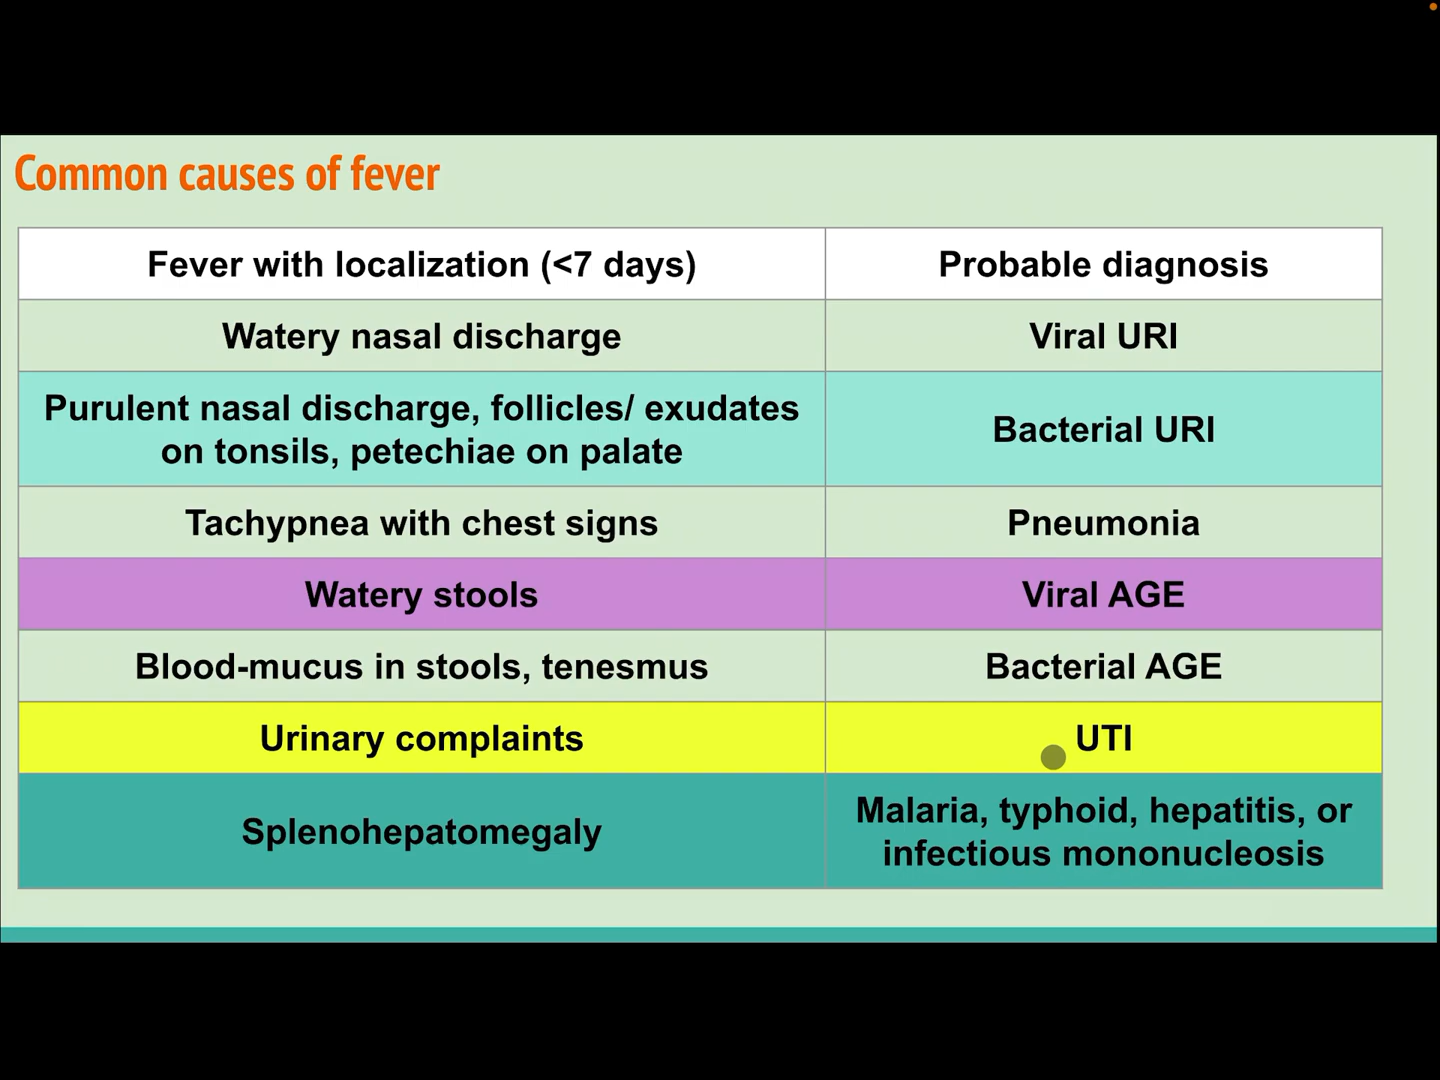 Common causes of fever
Fever with localization (<7 days)
Probable diagnosis
Watery nasal discharge
Viral URI
Purulent nasal discharge, follicles/ exudates
on tonsils, petechiae on palate
Bacterial URI
Tachypnea with chest signs
Pneumonia
Watery stools
Viral AGE
Blood-mucus in stools, tenesmus
Bacterial AGE
Urinary complaints
UTI
Splenohepatomegaly
Malaria, typhoid, hepatitis, or
infectious mononucleosis